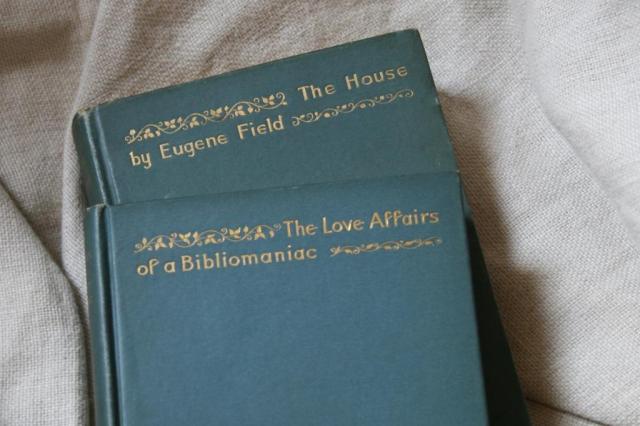 The House
by Eugene Field
The Love Affairs
of a Bibliomaniac